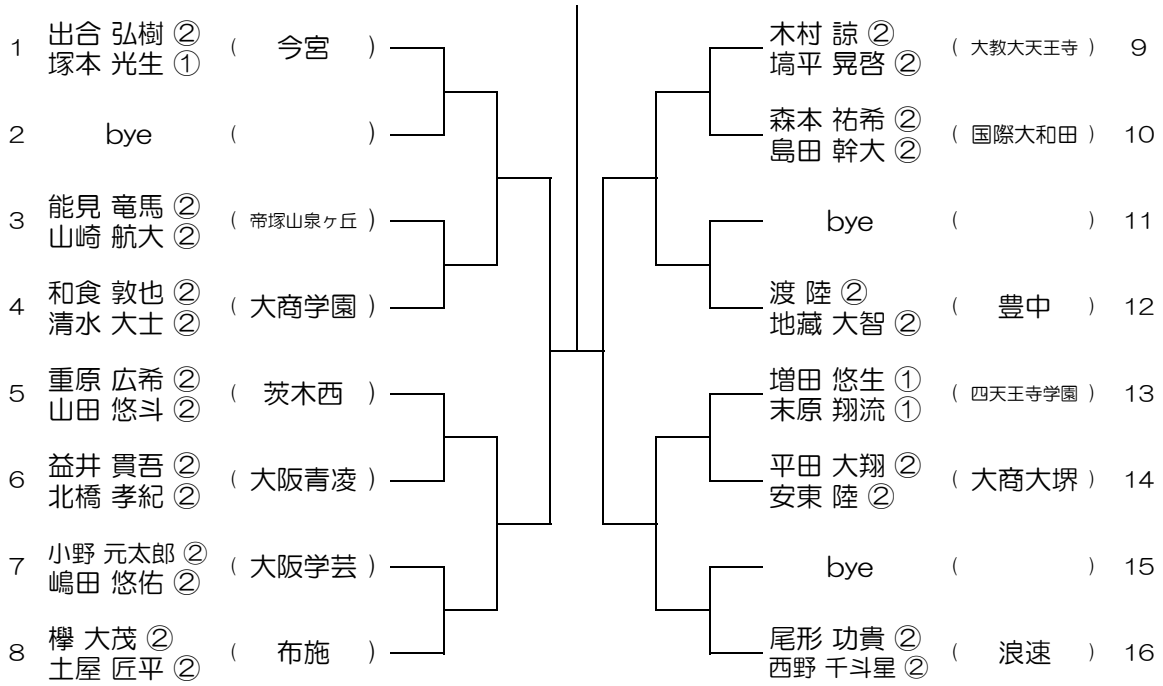 1 出合 弘樹 ② ( 今宮 )
塚本 光生 ①
2 bye ( )
3 能見 竜馬 ② ( 帝塚山泉ヶ丘 )
山崎 航大 ②
4 和食 敦也 ② ( 大商学園 )
清水 大士 ②
5 重原 広希 ② ( 茨木西 )
山田 悠斗 ②
6 益井 貫吾 ② ( 大阪青凌 )
北橋 孝紀 ②
7 小野 元太郎 ② ( 大阪学芸 )
嶋田 悠佑 ②
8 欅 大茂 ② ( 布施 )
土屋 匠平 ②
木村 諒 ② ( 大教大天王寺 ) 9
塙平 晃啓 ②
森本 祐希 ② ( 国際大和田 ) 10
島田 幹大 ②
bye ( ) 11
渡 陸 ② ( 豊中 ) 12
地藏 大智 ②
増田 悠生 ① ( 四天王寺学園 ) 13
末原 翔流 ①
平田 大翔 ② ( 大商大堺 ) 14
安東 陸 ②
bye ( ) 15
尾形 功貴 ② ( 浪速 ) 16
西野 千斗星 ②